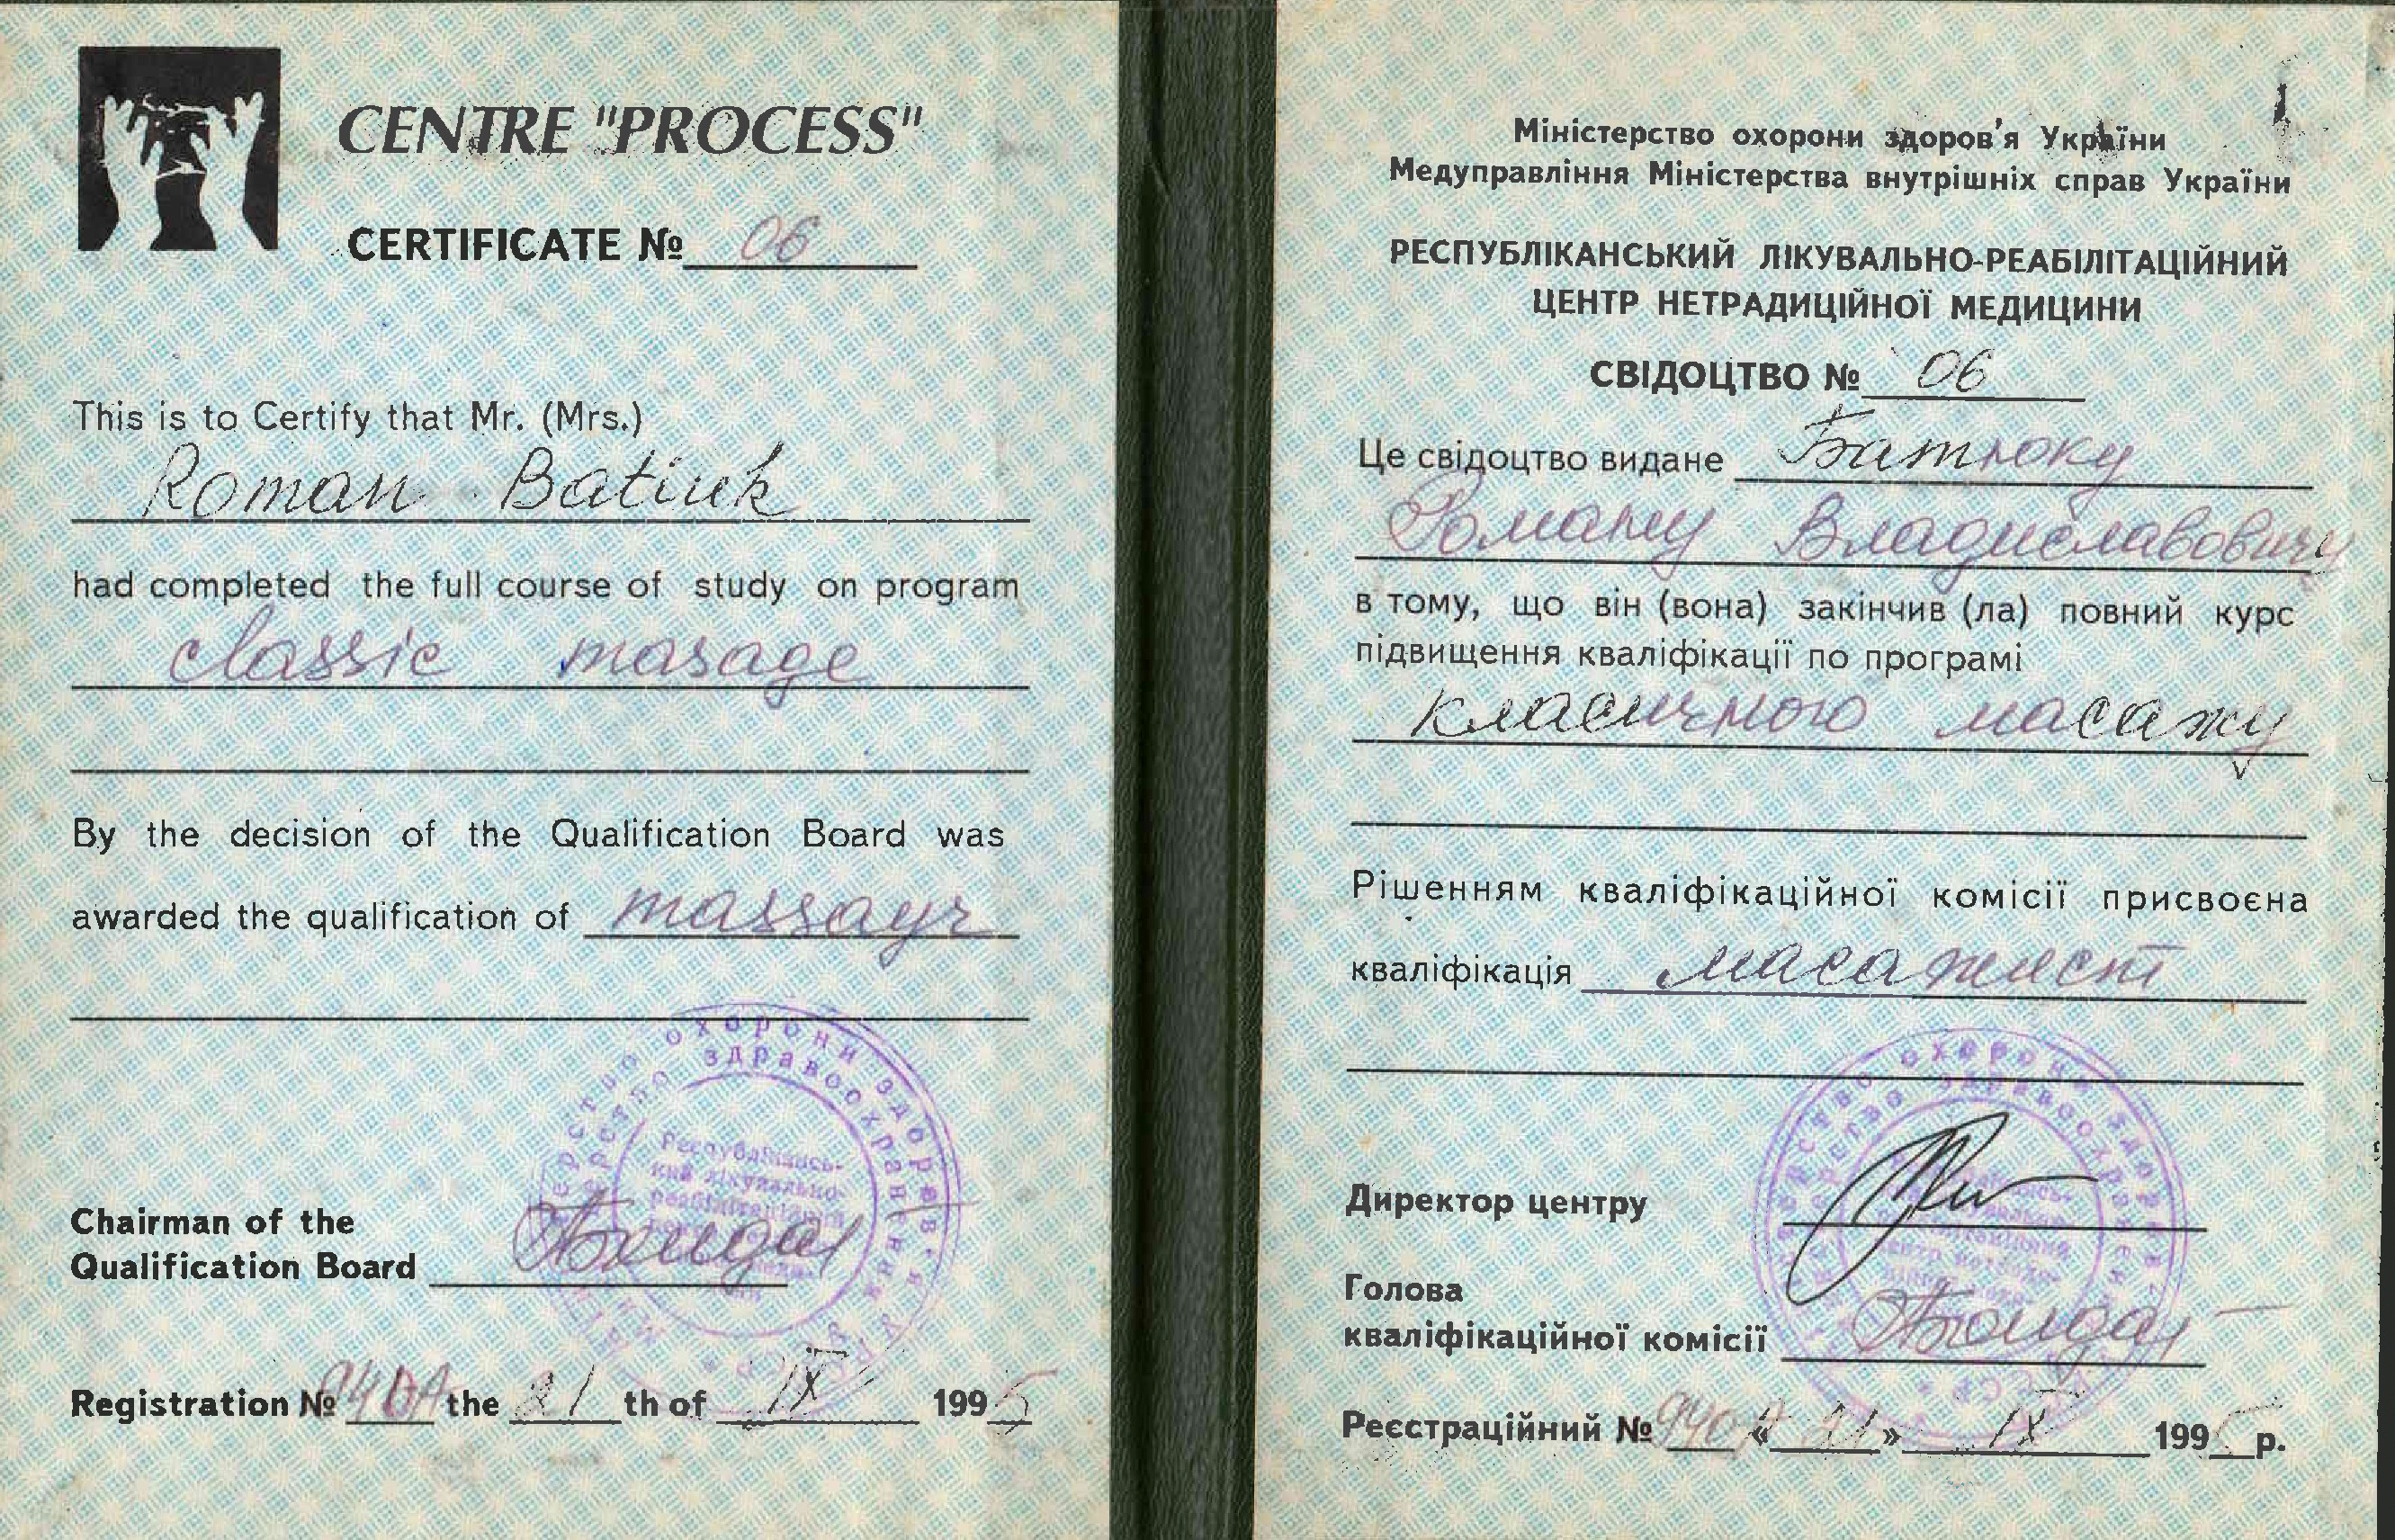 CENTRE "PROCESS"
CERTIFICATE № 06
This is to Certify that Mr. (Mrs.)
Roman Batiuk
had completed the full course of study on program
classic masage
By the decision of the Qualification Board was
awarded the qualification of massayr
Chairman of the
Qualification Board
Registration № the 21 th of IX 1995
Міністерство охорони здоров'я України
Медуправління Міністерства внутрішніх справ України
РЕСПУБЛІКАНСЬКИЙ ЛІКУВАЛЬНО-РЕАБІЛІТАЦІЙНИЙ
ЦЕНТР НЕТРАДИЦІЙНОЇ МЕДИЦИНИ
СВІДОЦТВО № 06
Це свідоцтво видане Батюку
Роману Владиславовичу
в тому, що він (вона) закінчив (ла) повний курс
підвищення кваліфікації по програмі
класичного масажу
Рішенням кваліфікаційної комісії присвоєна
кваліфікація масажист
Директор центру
Голова
кваліфікаційної комісії
Реєстраційний № « 21 » IX 1995 р.